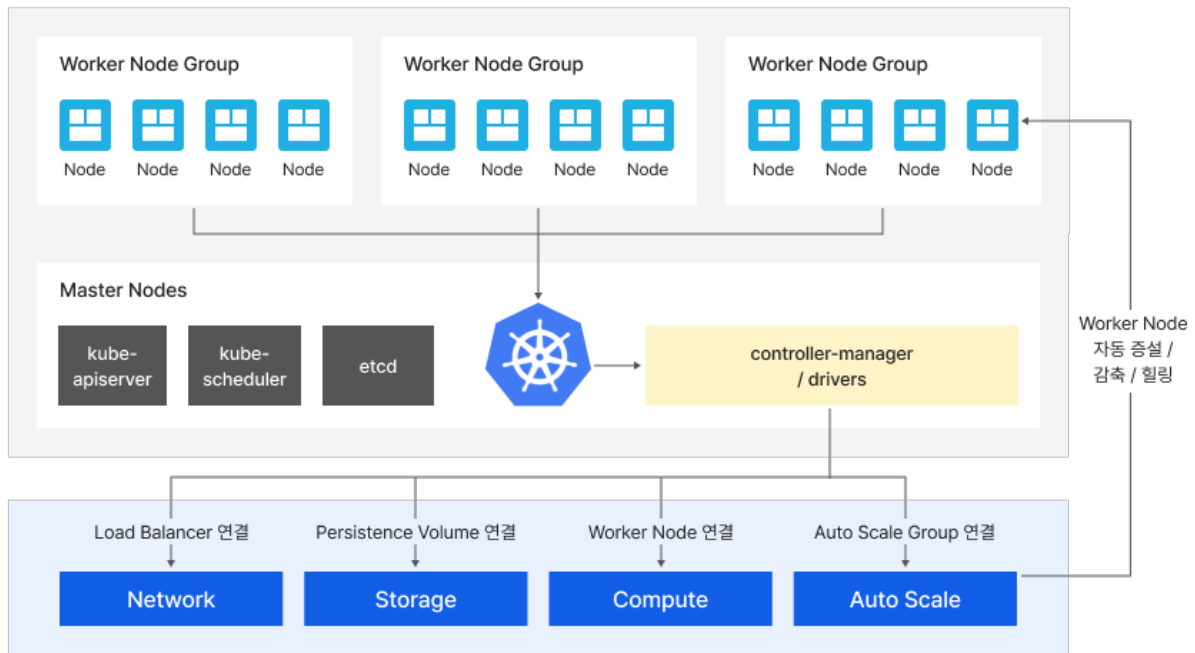 Worker Node Group
Node Node Node Node
Worker Node Group
Node Node Node Node
Worker Node Group
Node Node Node Node
Master Nodes
kube-
apiserver
kube-
scheduler
etcd
controller-manager
/ drivers
Worker Node
자동 증설 /
감축 / 힐링
Load Balancer 연결
Persistence Volume 연결
Worker Node 연결
Auto Scale Group 연결
Network
Storage
Compute
Auto Scale